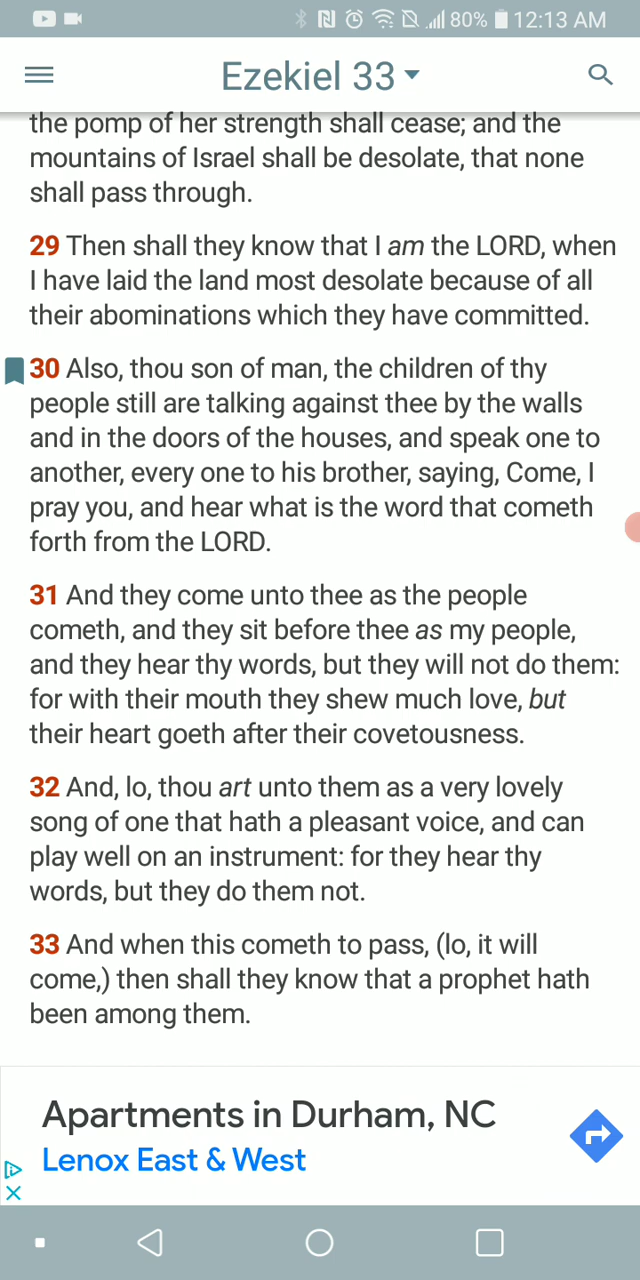 80% 12:13 AM
Ezekiel 33
the pomp of her strength shall cease; and the
mountains of Israel shall be desolate, that none
shall pass through.
29 Then shall they know that I am the LORD, when
I have laid the land most desolate because of all
their abominations which they have committed.
30 Also, thou son of man, the children of thy
people still are talking against thee by the walls
and in the doors of the houses, and speak one to
another, every one to his brother, saying, Come, I
pray you, and hear what is the word that cometh
forth from the LORD.
31 And they come unto thee as the people
cometh, and they sit before thee as my people,
and they hear thy words, but they will not do them:
for with their mouth they shew much love, but
their heart goeth after their covetousness.
32 And, lo, thou art unto them as a very lovely
song of one that hath a pleasant voice, and can
play well on an instrument: for they hear thy
words, but they do them not.
33 And when this cometh to pass, (lo, it will
come,) then shall they know that a prophet hath
been among them.
Apartments in Durham, NC
Lenox East & West